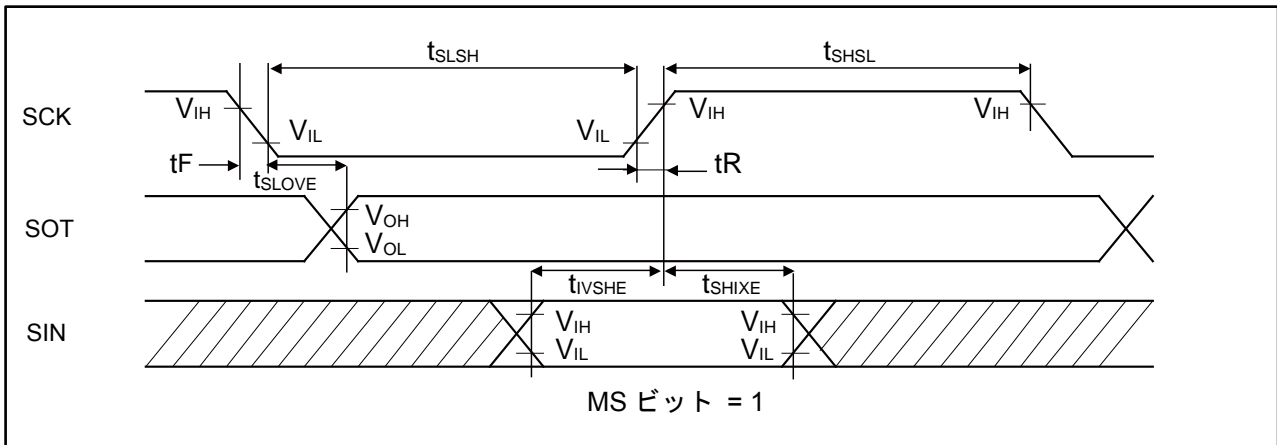 tSLSH tSHSL
SCK VIH VIL VIL VIH VIH
tF tSLOVE tR
SOT VOH
VOL
tIVSHE tSHIXE
SIN VIH VIH
VIL VIL
MS ビット = 1